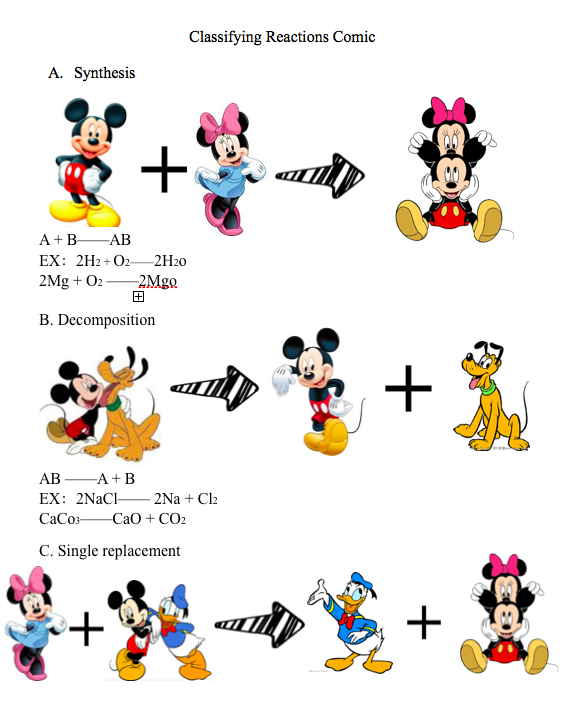 Classifying Reactions Comic
A. Synthesis
+
A + B——AB
EX: 2H2 + O2——2H2o
2Mg + O2 ——2Mgo
B. Decomposition
+
AB ——A + B
EX: 2NaCl—— 2Na + Cl2
CaCo3——CaO + CO2
C. Single replacement
+ +